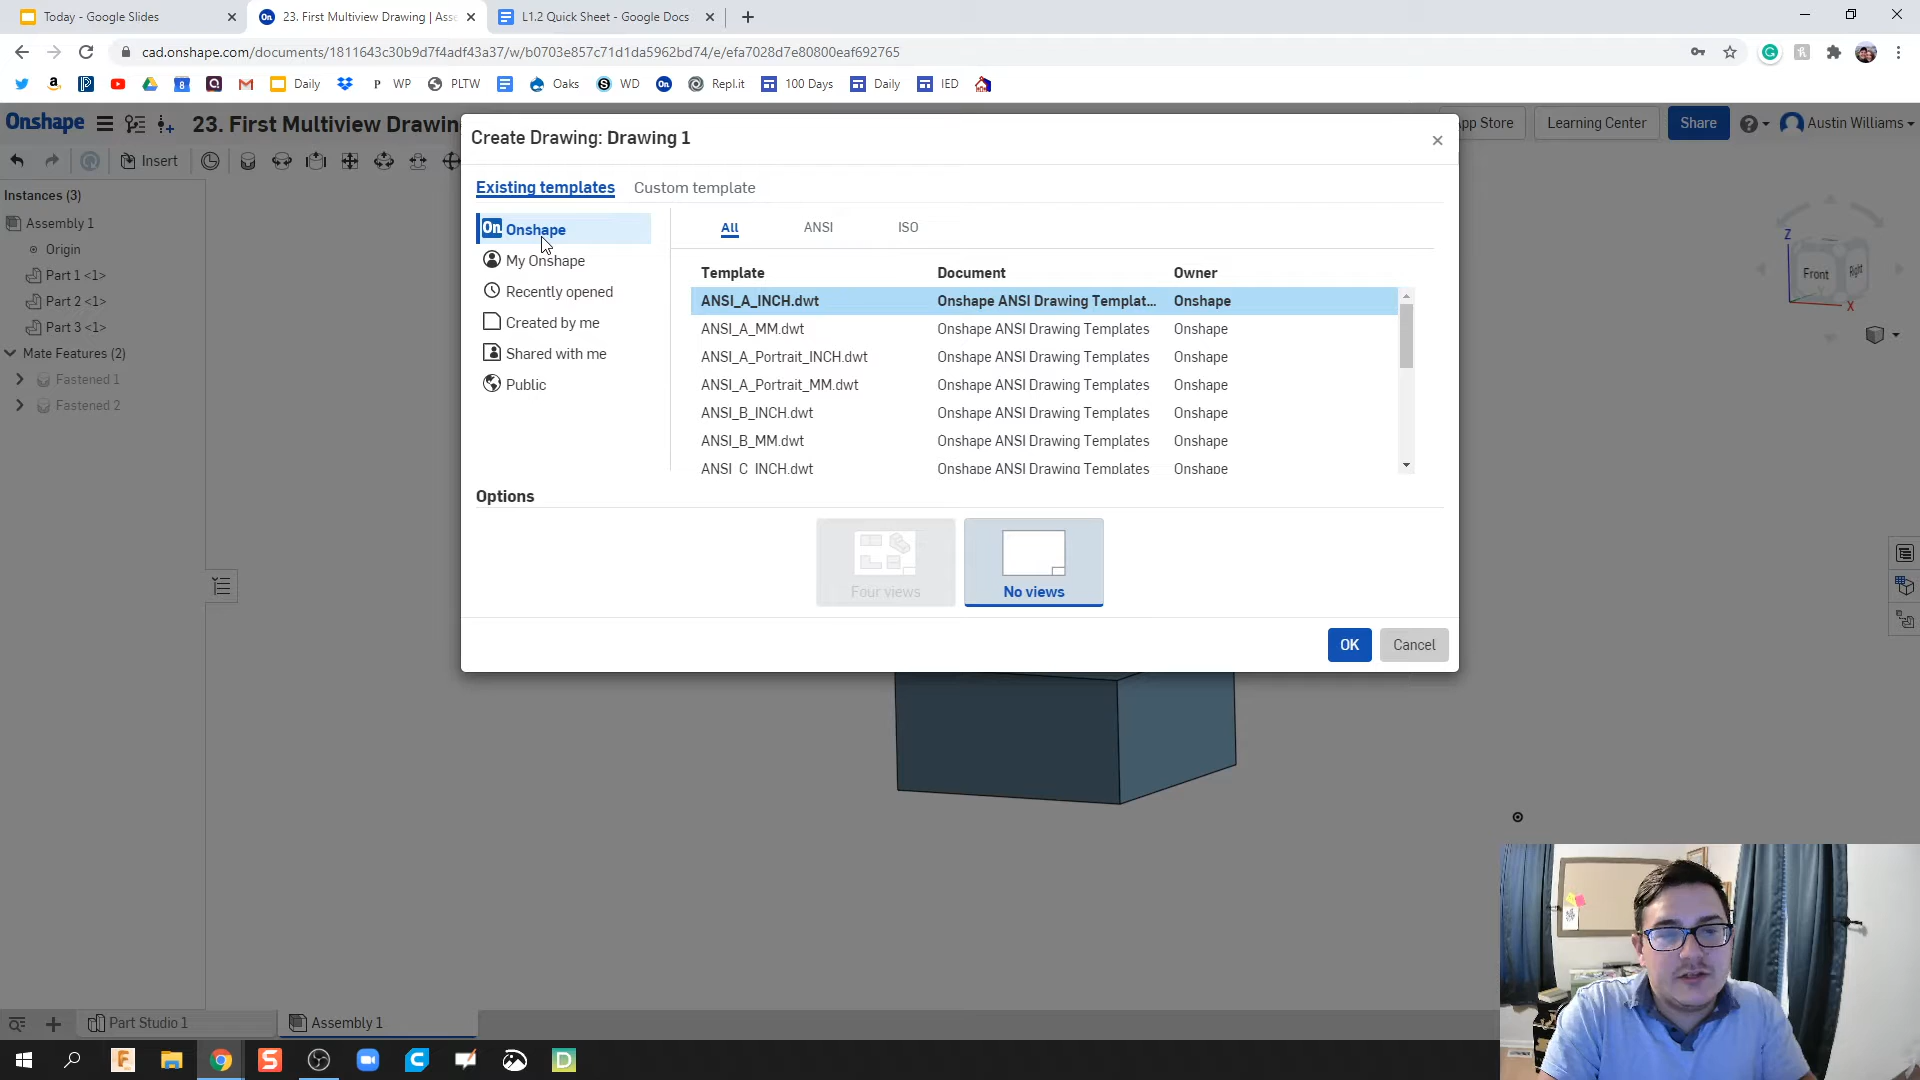 Today - Google Slides
23. First Multiview Drawing | Asse
L1.2 Quick Sheet - Google Docs
cad.onshape.com/documents/1811643c30b9d7f4adf43a37/w/b0703e857c71d1da5962bd74/e/efa7028d7e80800eaf692765
Daily
WP
PLTW
Oaks
WD
Repl.it
100 Days
Daily
IED
Onshape
23. First Multiview Drawin
App Store
Learning Center
Share
Austin Williams
Insert
Instances (3)
Assembly 1
Origin
Part 1 <1>
Part 2 <1>
Part 3 <1>
Mate Features (2)
Fastened 1
Fastened 2
Create Drawing: Drawing 1
Existing templates
Custom template
On Onshape
My Onshape
Recently opened
Created by me
Shared with me
Public
All
ANSI
ISO
Template Document Owner
ANSI_A_INCH.dwt Onshape ANSI Drawing Templat... Onshape
ANSI_A_MM.dwt Onshape ANSI Drawing Templates Onshape
ANSI_A_Portrait_INCH.dwt Onshape ANSI Drawing Templates Onshape
ANSI_A_Portrait_MM.dwt Onshape ANSI Drawing Templates Onshape
ANSI_B_INCH.dwt Onshape ANSI Drawing Templates Onshape
ANSI_B_MM.dwt Onshape ANSI Drawing Templates Onshape
ANSI_C_INCH.dwt Onshape ANSI Drawing Templates Onshape
Options
Four views
No views
OK
Cancel
Z
Front
Right
X
Part Studio 1
Assembly 1